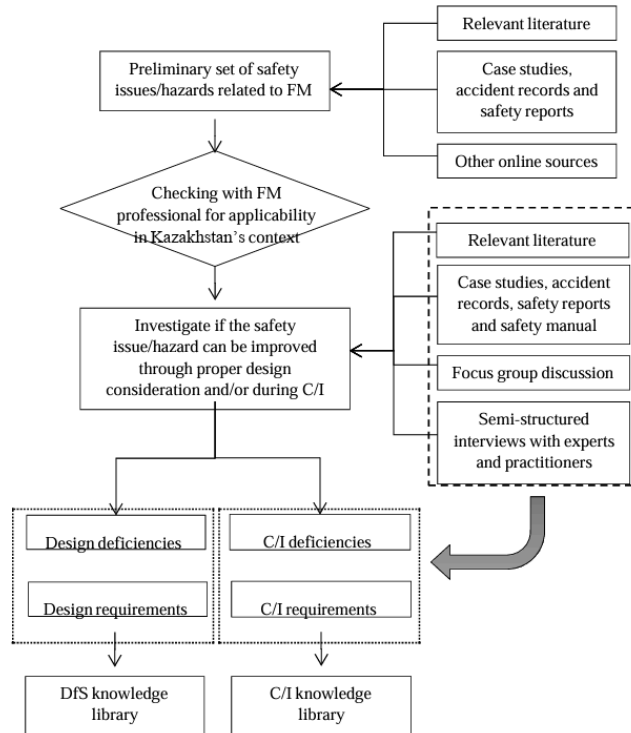 Relevant literature
Preliminary set of safety
issues/hazards related to FM
Case studies,
accident records and
safety reports
Other online sources
Checking with FM
professional for applicability
in Kazakhstan's context
Relevant literature
Case studies, accident
records, safety reports
and safety manual
Investigate if the safety
issue/hazard can be improved
through proper design
consideration and/or during C/I
Focus group discussion
Semi-structured
interviews with experts
and practitioners
Design deficiencies
C/I deficiencies
Design requirements
C/I requirements
DfS knowledge
library
C/I knowledge
library